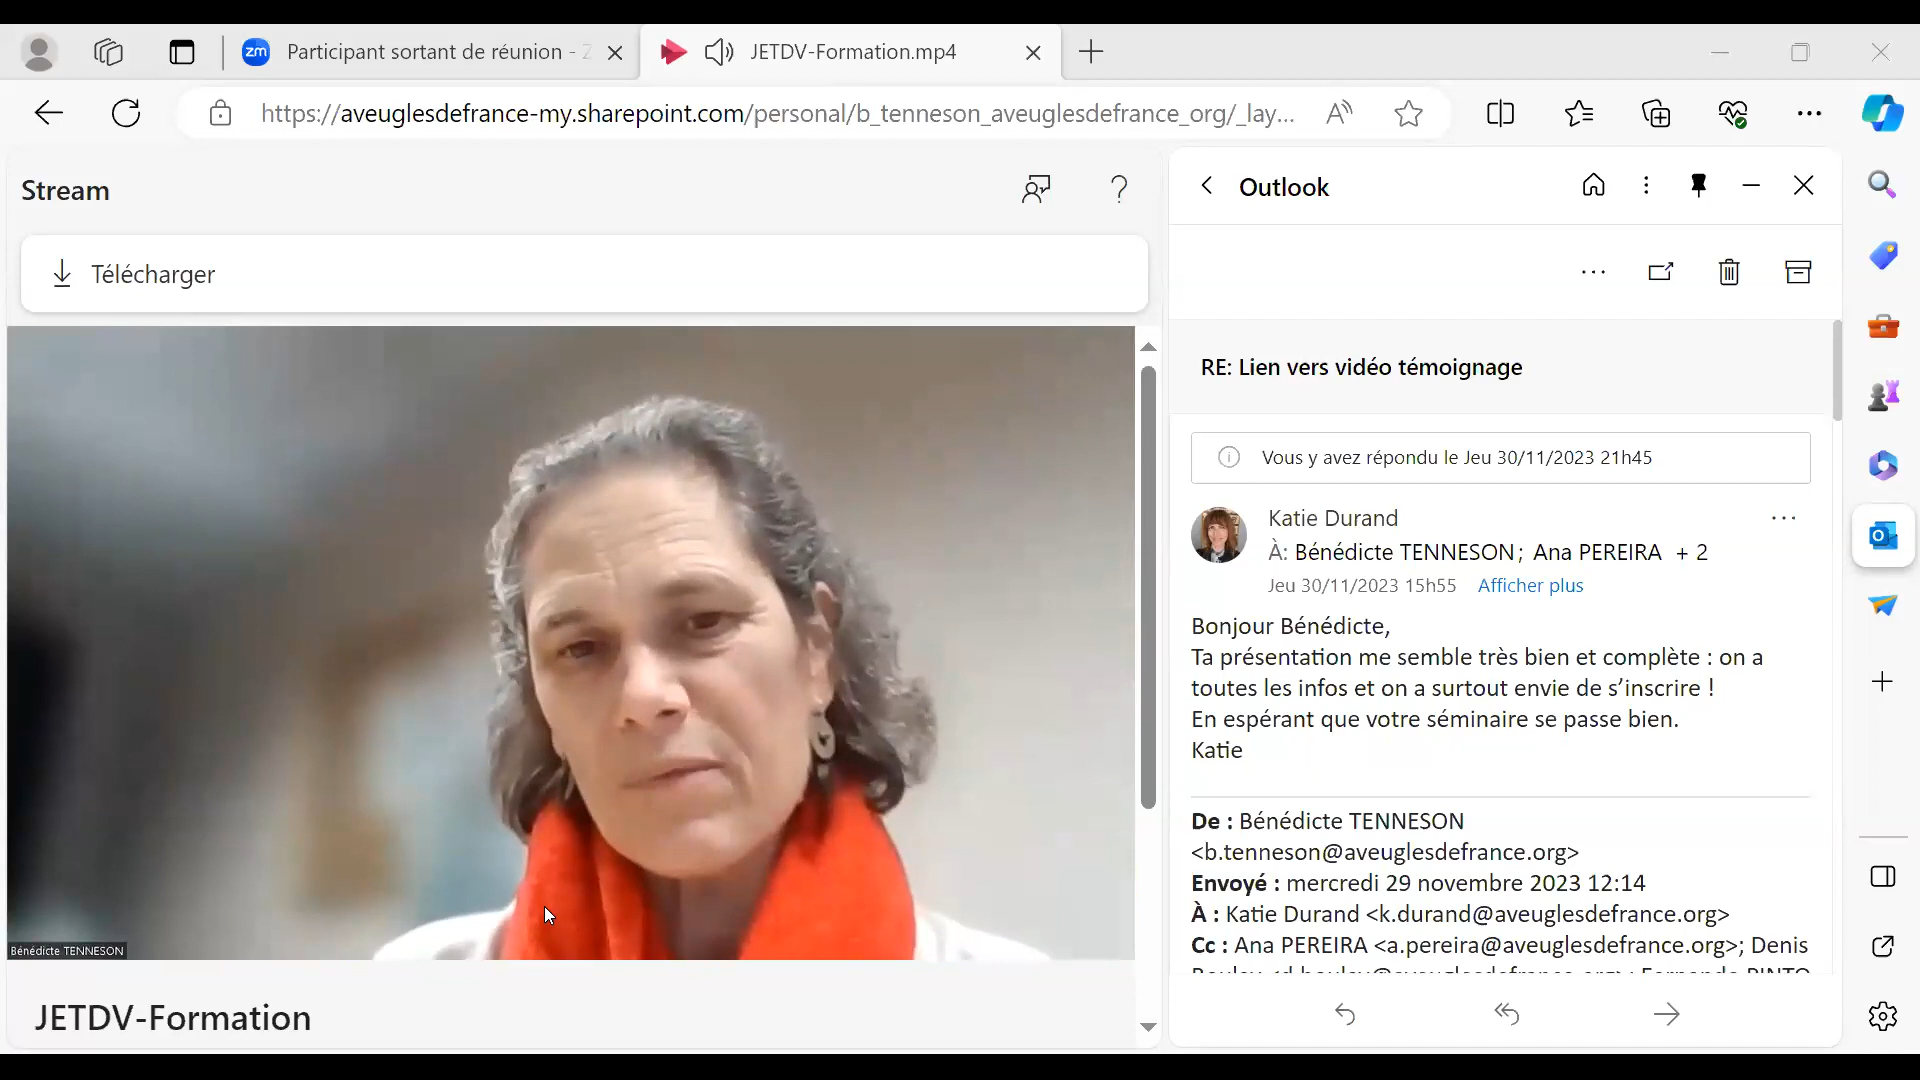 zm
Participant sortant de réunion - Z
JETDV-Formation.mp4
https://aveuglesdefrance-my.sharepoint.com/personal/b_tenneson_aveuglesdefrance_org/_lay...
Stream
Télécharger
Bénédicte TENNESON
JETDV-Formation
Outlook
RE: Lien vers vidéo témoignage
Vous y avez répondu le Jeu 30/11/2023 21h45
Katie Durand
À: Bénédicte TENNESON; Ana PEREIRA + 2
Jeu 30/11/2023 15h55 Afficher plus
Bonjour Bénédicte,
Ta présentation me semble très bien et complète : on a
toutes les infos et on a surtout envie de s’inscrire !
En espérant que votre séminaire se passe bien.
Katie
De : Bénédicte TENNESON
<b.tenneson@aveuglesdefrance.org>
Envoyé : mercredi 29 novembre 2023 12:14
À : Katie Durand <k.durand@aveuglesdefrance.org>
Cc : Ana PEREIRA <a.pereira@aveuglesdefrance.org>; Denis